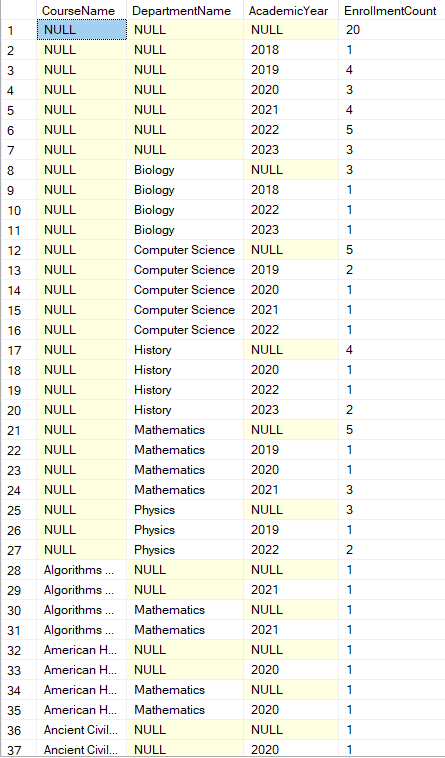 CourseName DepartmentName AcademicYear EnrollmentCount
1 NULL NULL NULL 20
2 NULL NULL 2018 1
3 NULL NULL 2019 4
4 NULL NULL 2020 3
5 NULL NULL 2021 4
6 NULL NULL 2022 5
7 NULL NULL 2023 3
8 NULL Biology NULL 3
9 NULL Biology 2018 1
10 NULL Biology 2022 1
11 NULL Biology 2023 1
12 NULL Computer Science NULL 5
13 NULL Computer Science 2019 2
14 NULL Computer Science 2020 1
15 NULL Computer Science 2021 1
16 NULL Computer Science 2022 1
17 NULL History NULL 4
18 NULL History 2020 1
19 NULL History 2022 1
20 NULL History 2023 2
21 NULL Mathematics NULL 5
22 NULL Mathematics 2019 1
23 NULL Mathematics 2020 1
24 NULL Mathematics 2021 3
25 NULL Physics NULL 3
26 NULL Physics 2019 1
27 NULL Physics 2022 2
28 Algorithms ... NULL NULL 1
29 Algorithms ... NULL 2021 1
30 Algorithms ... Mathematics NULL 1
31 Algorithms ... Mathematics 2021 1
32 American H... NULL NULL 1
33 American H... NULL 2020 1
34 American H... Mathematics NULL 1
35 American H... Mathematics 2020 1
36 Ancient Civil... NULL NULL 1
37 Ancient Civil... NULL 2020 1